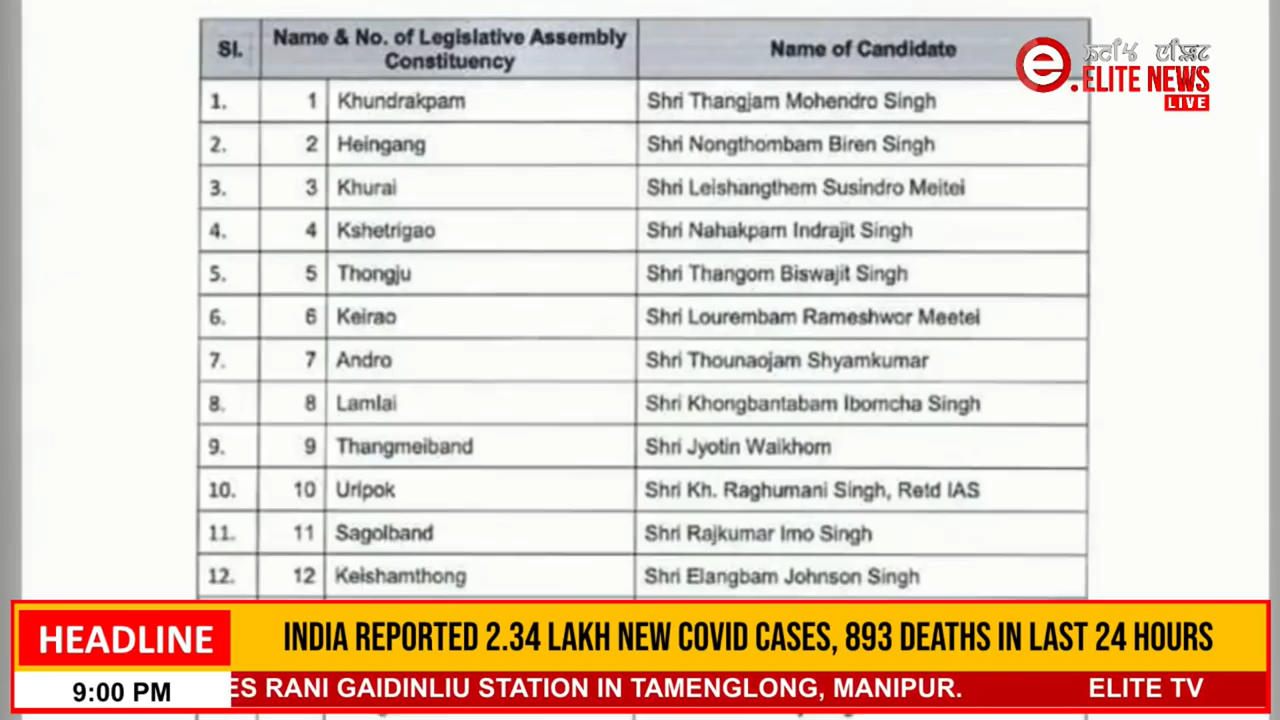 Sl.
Name & No. of Legislative Assembly
Constituency
Name of Candidate
ELITE NEWS
LIVE
1. 1 Khundrakpam Shri Thangjam Mohendro Singh
2. 2 Heingang Shri Nongthombam Biren Singh
3. 3 Khurai Shri Leishangthem Susindro Meitei
4. 4 Kshetrigao Shri Nahakpam Indrajit Singh
5. 5 Thongju Shri Thangom Biswajit Singh
6. 6 Keirao Shri Lourembam Rameshwor Meetei
7. 7 Andro Shri Thounaojam Shyamkumar
8. 8 Lamlai Shri Khongbantabam Ibomcha Singh
9. 9 Thangmeiband Shri Jyotin Waikhom
10. 10 Uripok Shri Kh. Raghumani Singh, Retd IAS
11. 11 Sagolband Shri Rajkumar Imo Singh
12. 12 Keishamthong Shri Elangbam Johnson Singh
HEADLINE INDIA REPORTED 2.34 LAKH NEW COVID CASES, 893 DEATHS IN LAST 24 HOURS
9:00 PM ES RANI GAIDINLIU STATION IN TAMENGLONG, MANIPUR. ELITE TV